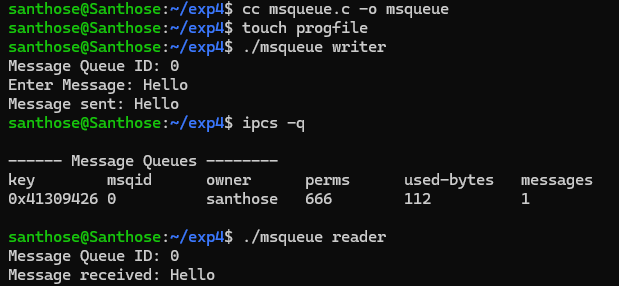 santhose@Santhose:~/exp4$ cc msqueue.c -o msqueue
santhose@Santhose:~/exp4$ touch progfile
santhose@Santhose:~/exp4$ ./msqueue writer
Message Queue ID: 0
Enter Message: Hello
Message sent: Hello
santhose@Santhose:~/exp4$ ipcs -q
------ Message Queues --------
key        msqid      owner      perms      used-bytes   messages
0x41309426 0          santhose   666        112          1
santhose@Santhose:~/exp4$ ./msqueue reader
Message Queue ID: 0
Message received: Hello